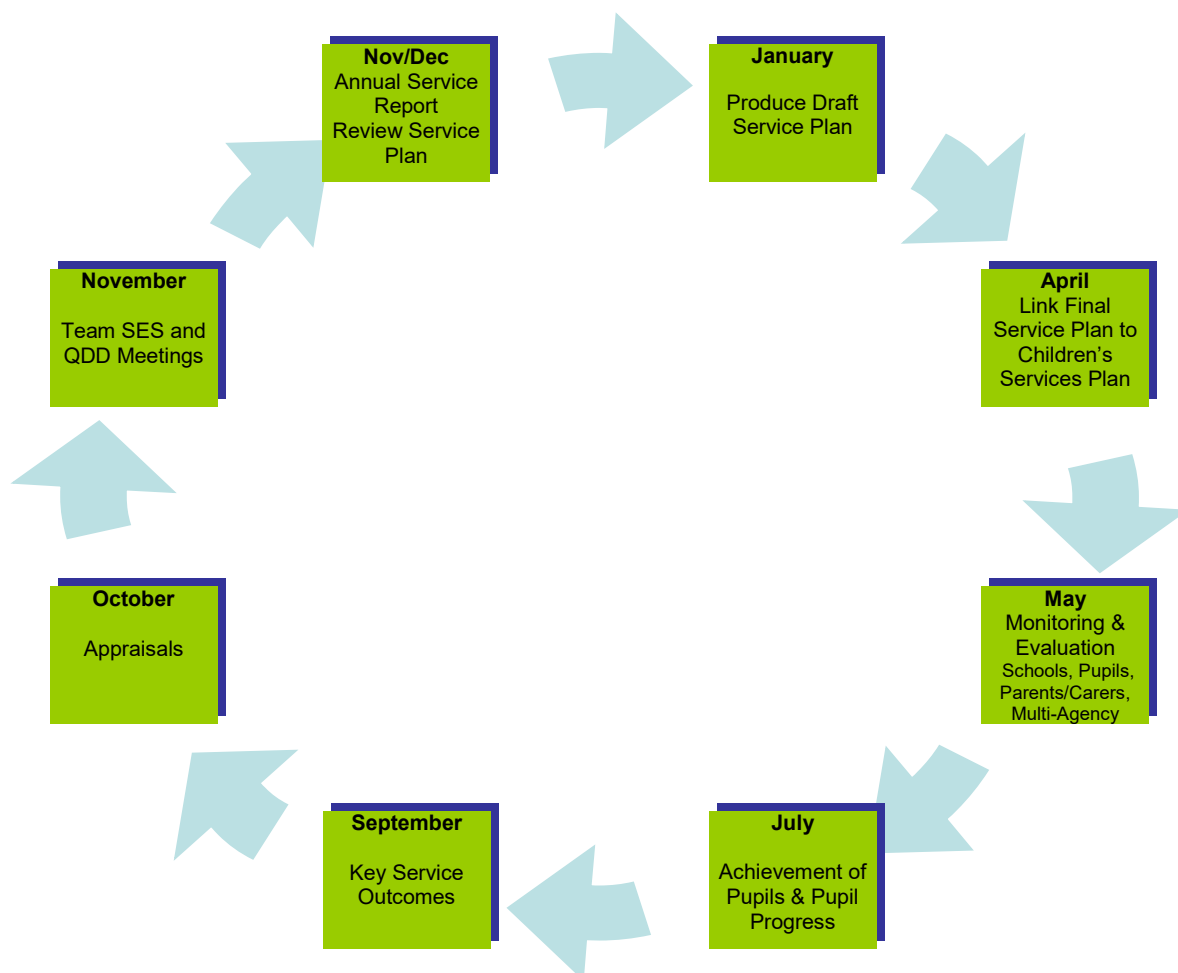 Nov/Dec
Annual Service
Report
Review Service
Plan
January
Produce Draft
Service Plan
April
Link Final
Service Plan to
Children’s
Services Plan
May
Monitoring &
Evaluation
Schools, Pupils,
Parents/Carers,
Multi-Agency
July
Achievement of
Pupils & Pupil
Progress
September
Key Service
Outcomes
October
Appraisals
November
Team SES and
QDD Meetings